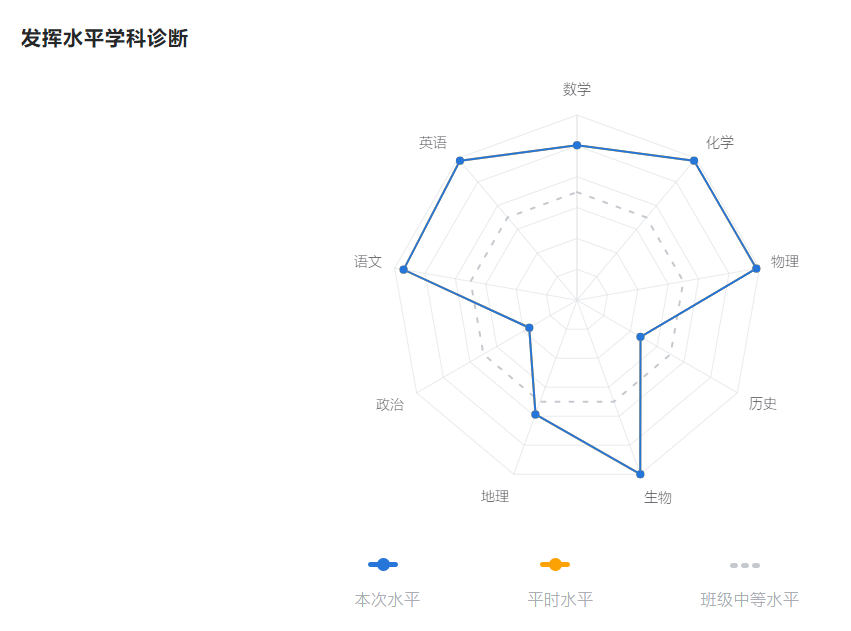 发挥水平学科诊断
数学
英语
化学
语文
物理
政治
历史
地理
生物
本次水平
平时水平
班级中等水平